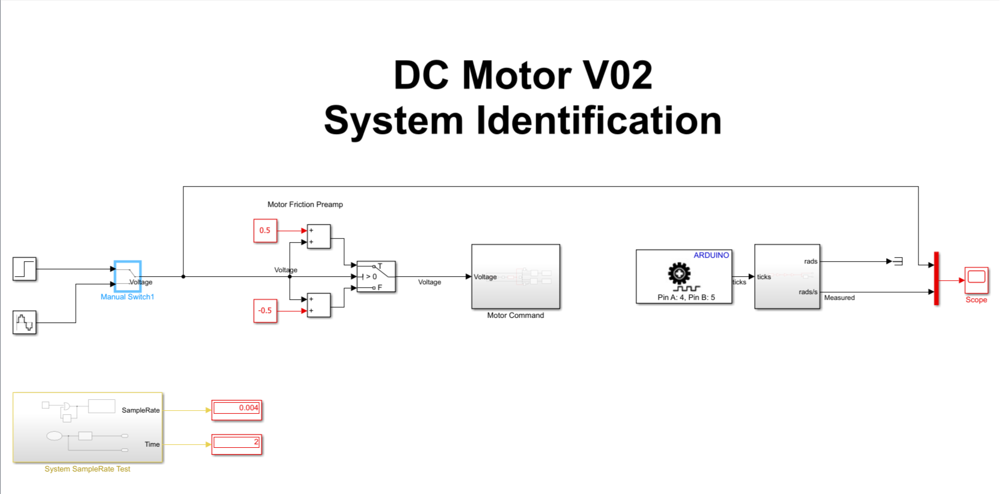 DC Motor V02
System Identification
Motor Friction Preamp
0.5
+
+
Voltage
Manual Switch1
Voltage
T
> 0
F
-0.5
+
+
Voltage
Voltage
Motor Command
ARDUINO
Pin A: 4, Pin B: 5
ticks
ticks
rads
rads/s
Measured
Scope
SampleRate
0.004
Time
2
System SampleRate Test